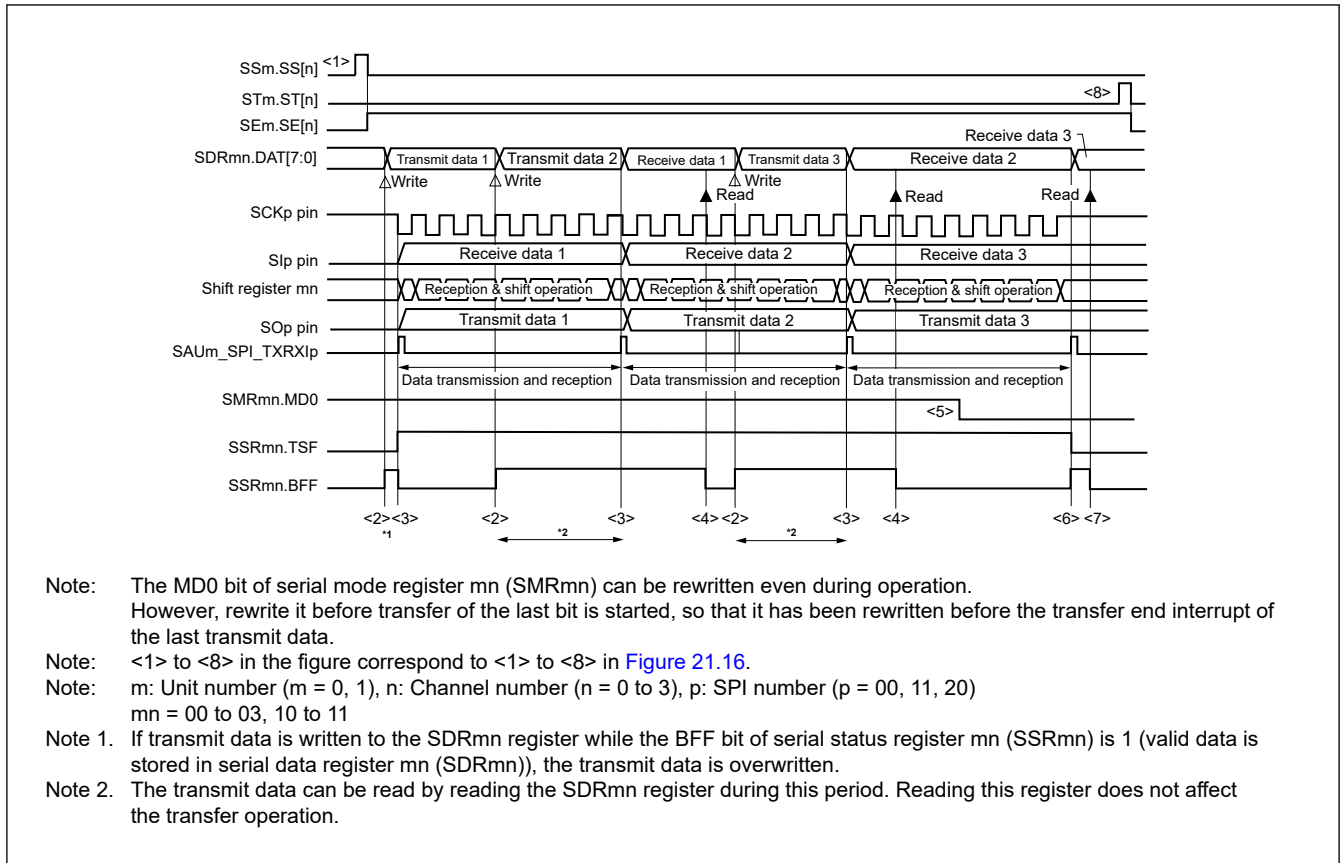 SSm.SS[n] <1>
STm.ST[n] <8>
SEm.SE[n]
Receive data 3
SDRmn.DAT[7:0] Transmit data 1 Transmit data 2 Receive data 1 Transmit data 3 Receive data 2
Write Write Write
Read Read Read
SCKp pin
SIp pin Receive data 1 Receive data 2 Receive data 3
Shift register mn Reception & shift operation Reception & shift operation Reception & shift operation
SOp pin Transmit data 1 Transmit data 2 Transmit data 3
SAUm_SPI_TXRXIp
Data transmission and reception Data transmission and reception Data transmission and reception
SMRmn.MD0 <5>
SSRmn.TSF
SSRmn.BFF
<2> <3> <2> <3> <4> <2> <3> <4> <6> <7>
*1 *2 *2
Note: The MD0 bit of serial mode register mn (SMRmn) can be rewritten even during operation.
However, rewrite it before transfer of the last bit is started, so that it has been rewritten before the transfer end interrupt of
the last transmit data.
Note: <1> to <8> in the figure correspond to <1> to <8> in Figure 21.16.
Note: m: Unit number (m = 0, 1), n: Channel number (n = 0 to 3), p: SPI number (p = 00, 11, 20)
mn = 00 to 03, 10 to 11
Note 1. If transmit data is written to the SDRmn register while the BFF bit of serial status register mn (SSRmn) is 1 (valid data is
stored in serial data register mn (SDRmn)), the transmit data is overwritten.
Note 2. The transmit data can be read by reading the SDRmn register during this period. Reading this register does not affect
the transfer operation.